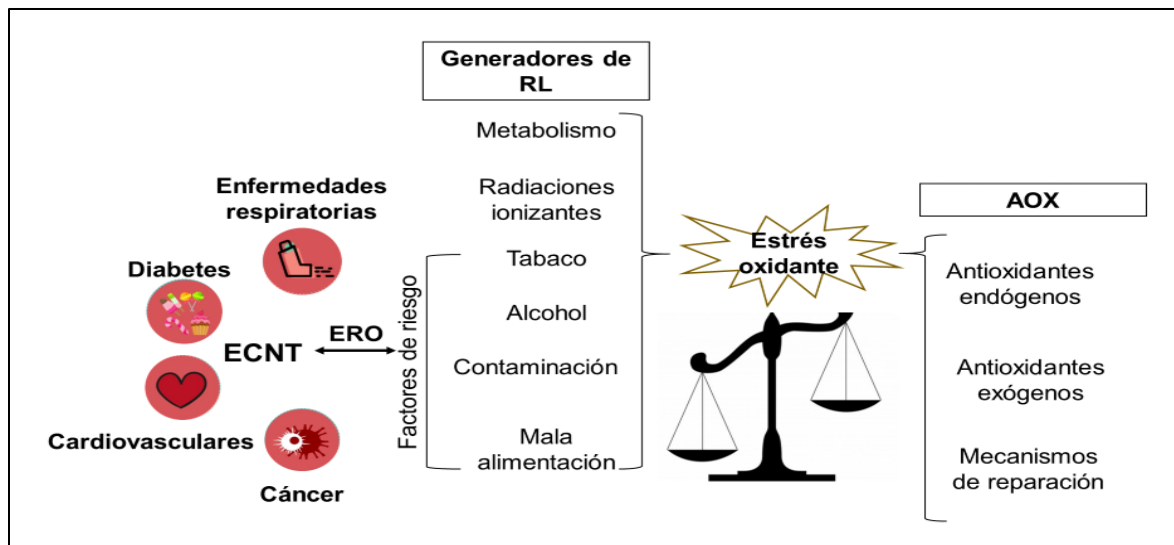 Generadores de
RL
Metabolismo
Radiaciones
ionizantes
Tabaco
Alcohol
Contaminación
Mala
alimentación
Factores de riesgo
Enfermedades
respiratorias
Diabetes
ECNT
ERO
Cardiovasculares
Cáncer
Estrés
oxidante
AOX
Antioxidantes
endógenos
Antioxidantes
exógenos
Mecanismos
de reparación